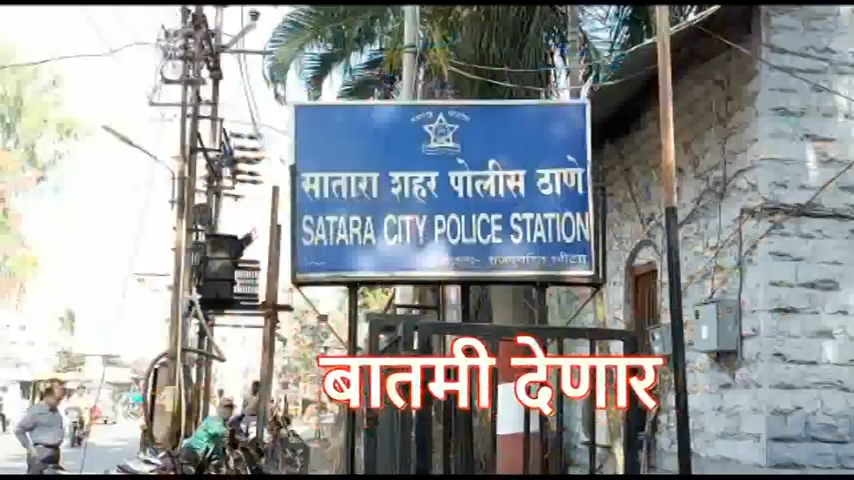 सातारा शहर पोलीस ठाणे
SATARA CITY POLICE STATION
बातमी देणार